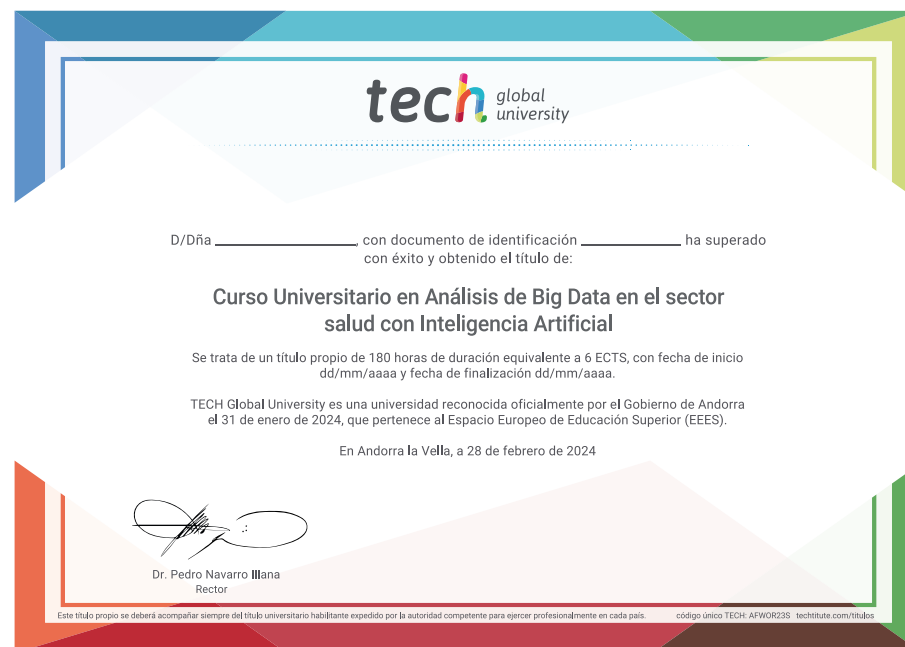 tech global university
D/Dña ________________, con documento de identificación ____________ ha superado
con éxito y obtenido el título de:
Curso Universitario en Análisis de Big Data en el sector
salud con Inteligencia Artificial
Se trata de un título propio de 180 horas de duración equivalente a 6 ECTS, con fecha de inicio
dd/mm/aaaa y fecha de finalización dd/mm/aaaa.
TECH Global University es una universidad reconocida oficialmente por el Gobierno de Andorra
el 31 de enero de 2024, que pertenece al Espacio Europeo de Educación Superior (EEES).
En Andorra la Vella, a 28 de febrero de 2024
Dr. Pedro Navarro Illana
Rector
Este título propio se deberá acompañar siempre del título universitario habilitante expedido por la autoridad competente para ejercer profesionalmente en cada país. código único TECH: AFWOR23S techtitute.com/titulos